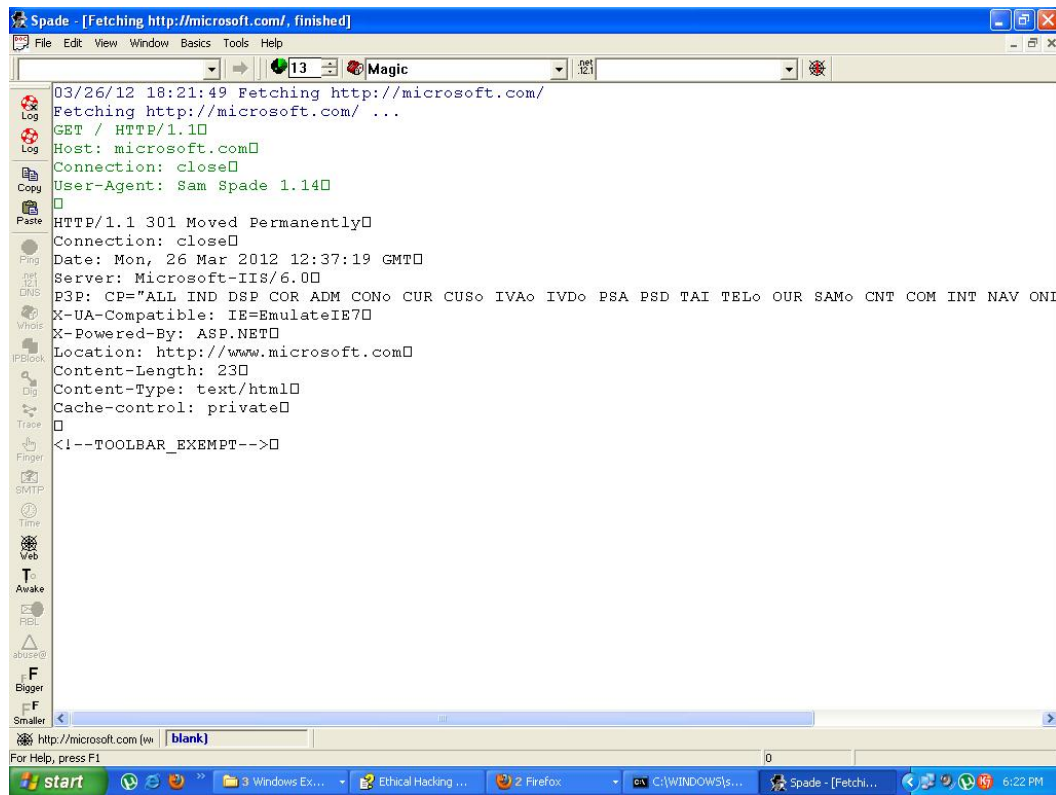 Spade - [Fetching http://microsoft.com/, finished]
File Edit View Window Basics Tools Help
13 Magic .net 12.1
03/26/12 18:21:49 Fetching http://microsoft.com/
Fetching http://microsoft.com/ ...
GET / HTTP/1.1
Host: microsoft.com
Connection: close
User-Agent: Sam Spade 1.14
HTTP/1.1 301 Moved Permanently
Connection: close
Date: Mon, 26 Mar 2012 12:37:19 GMT
Server: Microsoft-IIS/6.0
P3P: CP="ALL IND DSP COR ADM CONo CUR CUSo IVAo IVDo PSA PSD TAI TELo OUR SAMo CNT COM INT NAV ONI
X-UA-Compatible: IE=EmulateIE7
X-Powered-By: ASP.NET
Location: http://www.microsoft.com
Content-Length: 23
Content-Type: text/html
Cache-control: private
<!--TOOLBAR_EXEMPT-->
Log
Log
Copy
Paste
Ping
.net 12.1
DNS
Whois
IPBlock
Dig
Trace
Finger
SMTP
Time
Web
T
Awake
RBL
abuse@
F F
Bigger
F F
Smaller
http://microsoft.com (w blank)
For Help, press F1
0
start 3 Windows Ex... Ethical Hacking ... 2 Firefox C:\WINDOWS\s... Spade - [Fetchi... 6:22 PM